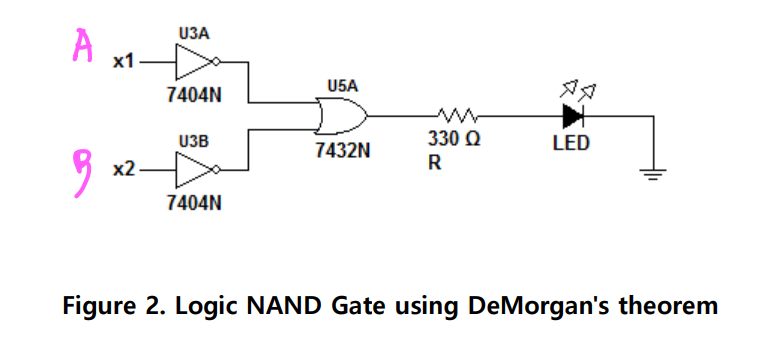 A
x1
U3A
7404N
U5A
7432N
B
x2
U3B
7404N
330 Ω
R
LED
Figure 2. Logic NAND Gate using DeMorgan's theorem